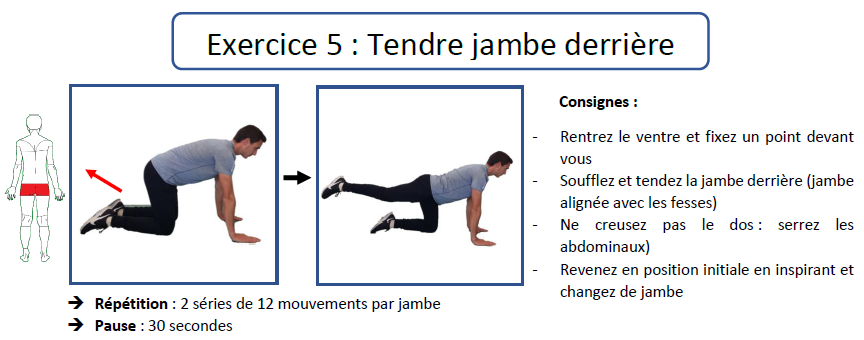 Exercice 5 : Tendre jambe derrière
Consignes :
- Rentrez le ventre et fixez un point devant
vous
- Soufflez et tendez la jambe derrière (jambe
alignée avec les fesses)
- Ne creusez pas le dos : serrez les
abdominaux)
- Revenez en position initiale en inspirant et
changez de jambe
➔ Répétition : 2 séries de 12 mouvements par jambe
➔ Pause : 30 secondes